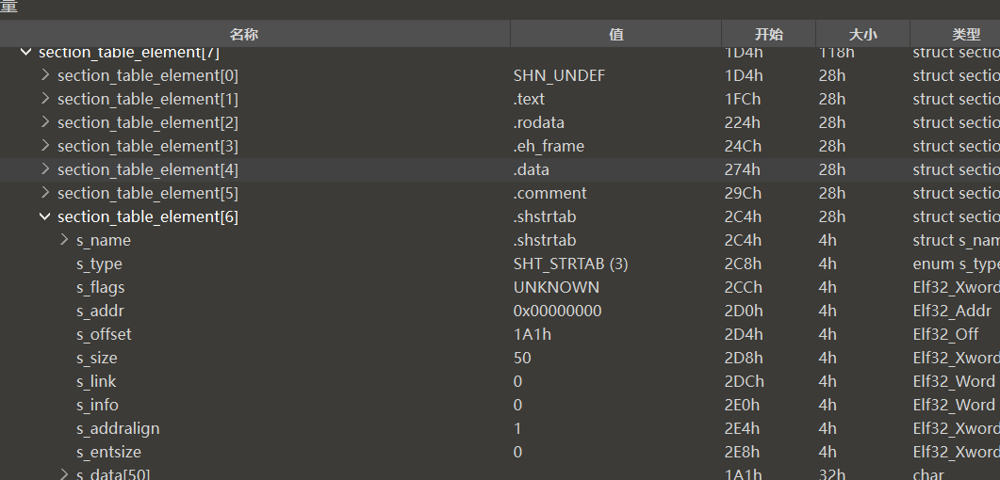 量
名称 值 开始 大小 类型
section_table_element[7] 1D4h 118h struct sectio
section_table_element[0] SHN_UNDEF 1D4h 28h struct sectio
section_table_element[1] .text 1FCh 28h struct sectio
section_table_element[2] .rodata 224h 28h struct sectio
section_table_element[3] .eh_frame 24Ch 28h struct sectio
section_table_element[4] .data 274h 28h struct sectio
section_table_element[5] .comment 29Ch 28h struct sectio
section_table_element[6] .shstrtab 2C4h 28h struct sectio
s_name .shstrtab 2C4h 4h struct s_nam
s_type SHT_STRTAB (3) 2C8h 4h enum s_type
s_flags UNKNOWN 2CCh 4h Elf32_Xword
s_addr 0x00000000 2D0h 4h Elf32_Addr
s_offset 1A1h 2D4h 4h Elf32_Off
s_size 50 2D8h 4h Elf32_Xword
s_link 0 2DCh 4h Elf32_Word
s_info 0 2E0h 4h Elf32_Word
s_addralign 1 2E4h 4h Elf32_Xword
s_entsize 0 2E8h 4h Elf32_Xword
s_data[50] 1A1h 32h char